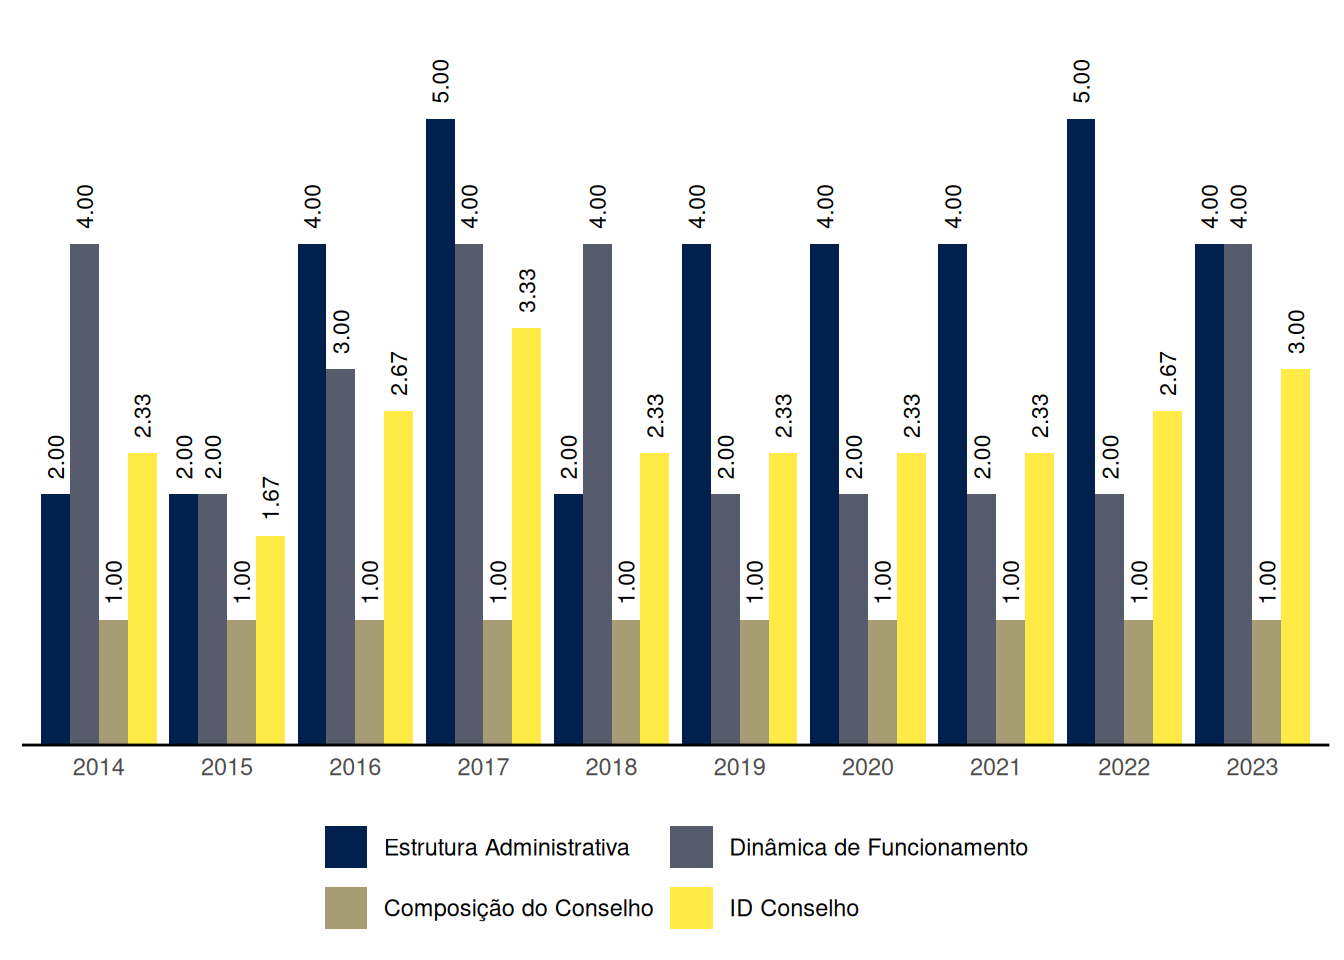 5.00 5.00
4.00 4.00 4.00 4.00 4.00 4.00 4.00 4.00 4.00
3.33
3.00 3.00
2.67 2.67
2.33 2.33 2.33 2.33 2.33
2.00 2.00 2.00 2.00 2.00 2.00 2.00 2.00
1.67
1.00 1.00 1.00 1.00 1.00 1.00 1.00 1.00 1.00 1.00
2014 2015 2016 2017 2018 2019 2020 2021 2022 2023
Estrutura Administrativa Dinâmica de Funcionamento
Composição do Conselho ID Conselho